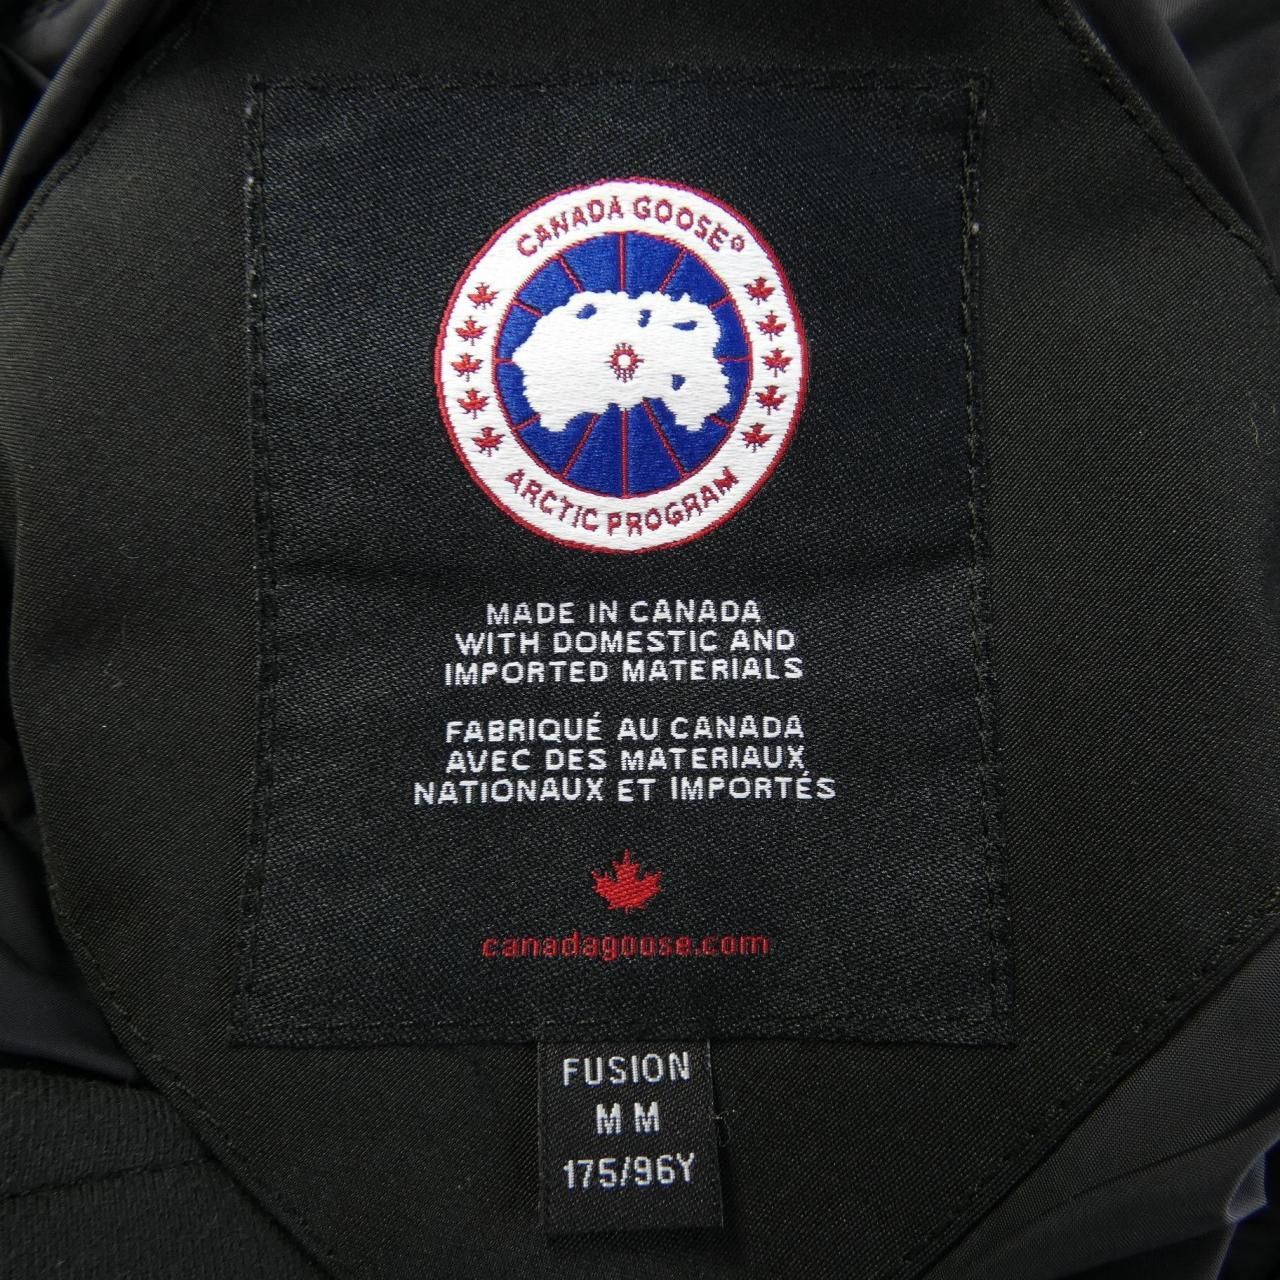 CANADA GOOSE®
ARCTIC PROGRAM
MADE IN CANADA
WITH DOMESTIC AND
IMPORTED MATERIALS
FABRIQUÉ AU CANADA
AVEC DES MATERIAUX
NATIONAUX ET IMPORTÉS
canadagoose.com
FUSION
M M
175/96Y